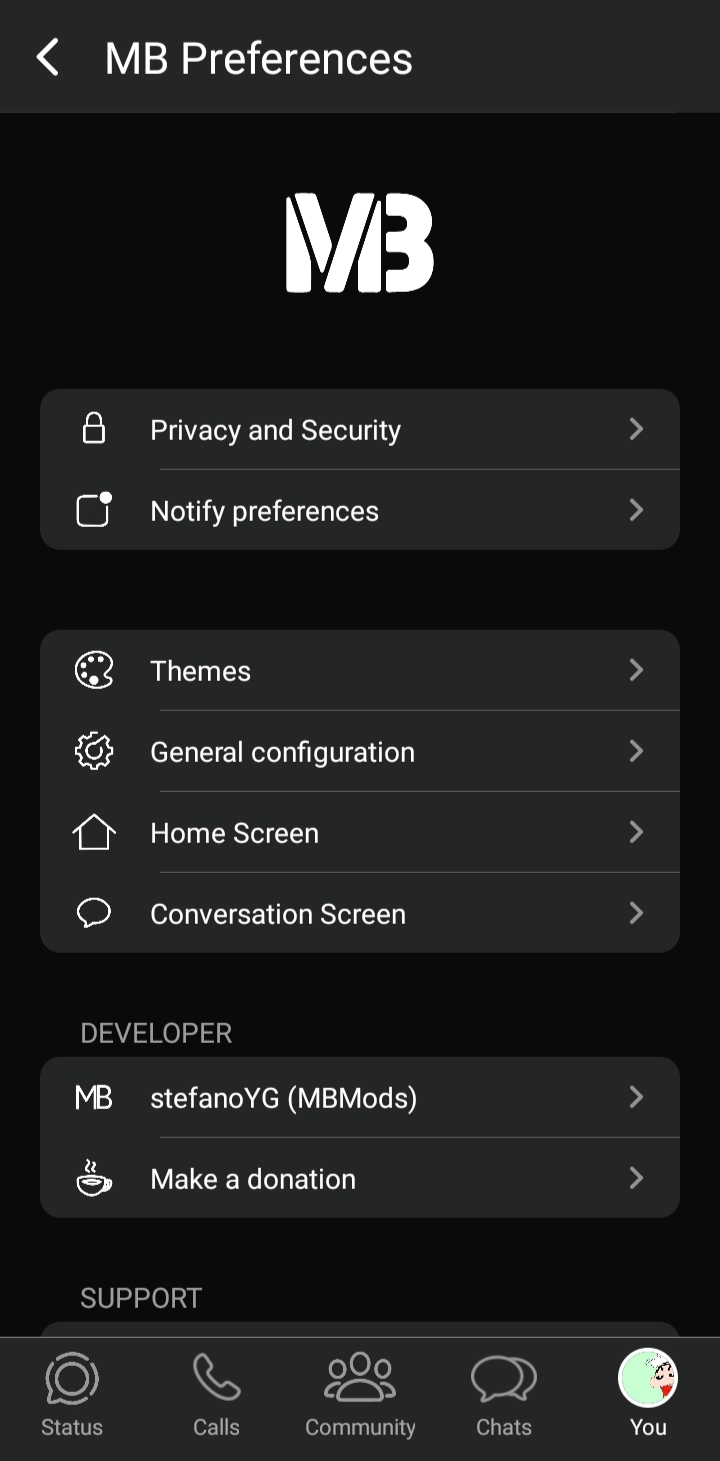 MB Preferences
MB
Privacy and Security
Notify preferences
Themes
General configuration
Home Screen
Conversation Screen
DEVELOPER
MB stefanoYG (MBMods)
Make a donation
SUPPORT
Status Calls Community Chats You